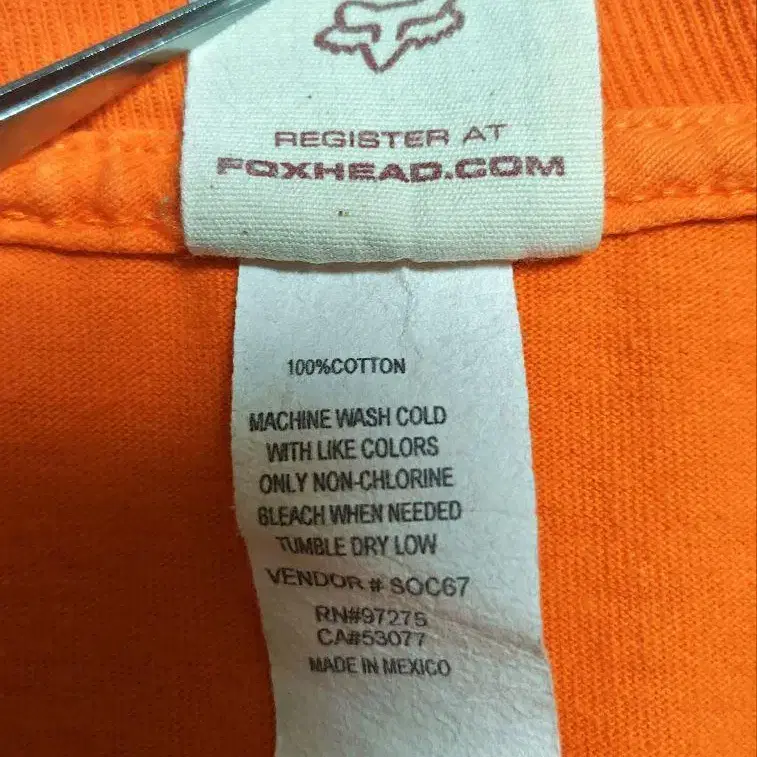 REGISTER AT
FOXHEAD.COM
100%COTTON
MACHINE WASH COLD
WITH LIKE COLORS
ONLY NON-CHLORINE
BLEACH WHEN NEEDED
TUMBLE DRY LOW
VENDOR # SOC67
RN#97275
CA#53077
MADE IN MEXICO